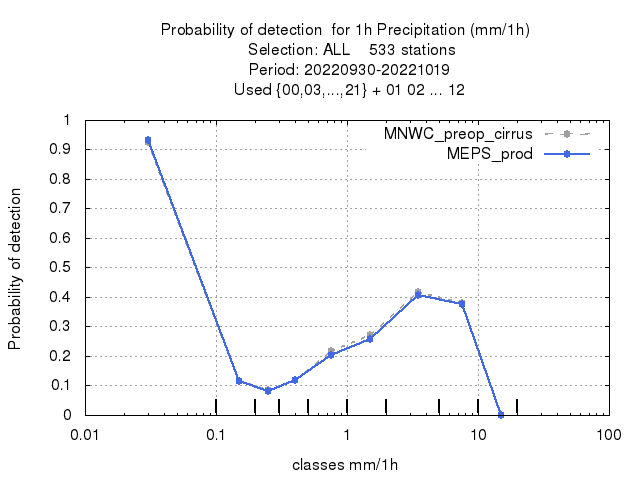 Probability of detection  for 1h Precipitation (mm/1h)
Selection: ALL    533 stations
Period: 20220930-20221019
Used {00,03,...,21} + 01 02 ... 12
MNWC_preop_cirrus
MEPS_prod
Probability of detection
1
0.9
0.8
0.7
0.6
0.5
0.4
0.3
0.2
0.1
0
0.01 0.1 1 10 100
classes mm/1h